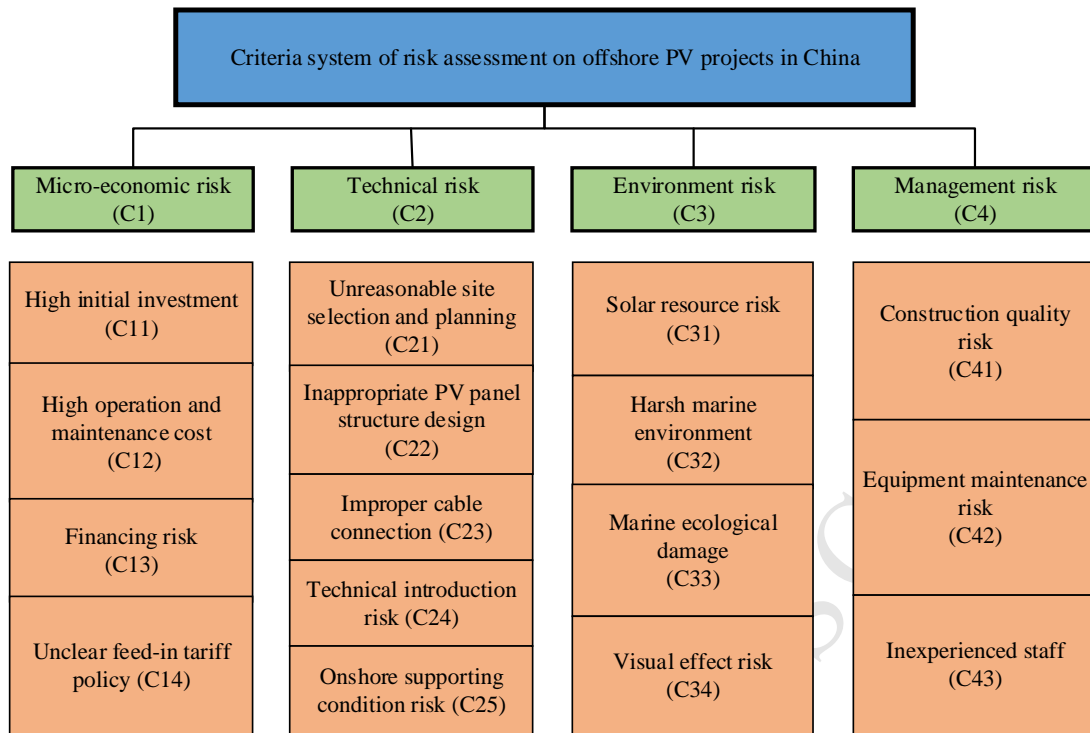 Criteria system of risk assessment on offshore PV projects in China
Micro-economic risk
(C1)
Technical risk
(C2)
Environment risk
(C3)
Management risk
(C4)
High initial investment
(C11)
High operation and
maintenance cost
(C12)
Financing risk
(C13)
Unclear feed-in tariff
policy (C14)
Unreasonable site
selection and planning
(C21)
Inappropriate PV panel
structure design
(C22)
Improper cable
connection (C23)
Technical introduction
risk (C24)
Onshore supporting
condition risk (C25)
Solar resource risk
(C31)
Harsh marine
environment
(C32)
Marine ecological
damage
(C33)
Visual effect risk
(C34)
Construction quality
risk
(C41)
Equipment maintenance
risk
(C42)
Inexperienced staff
(C43)